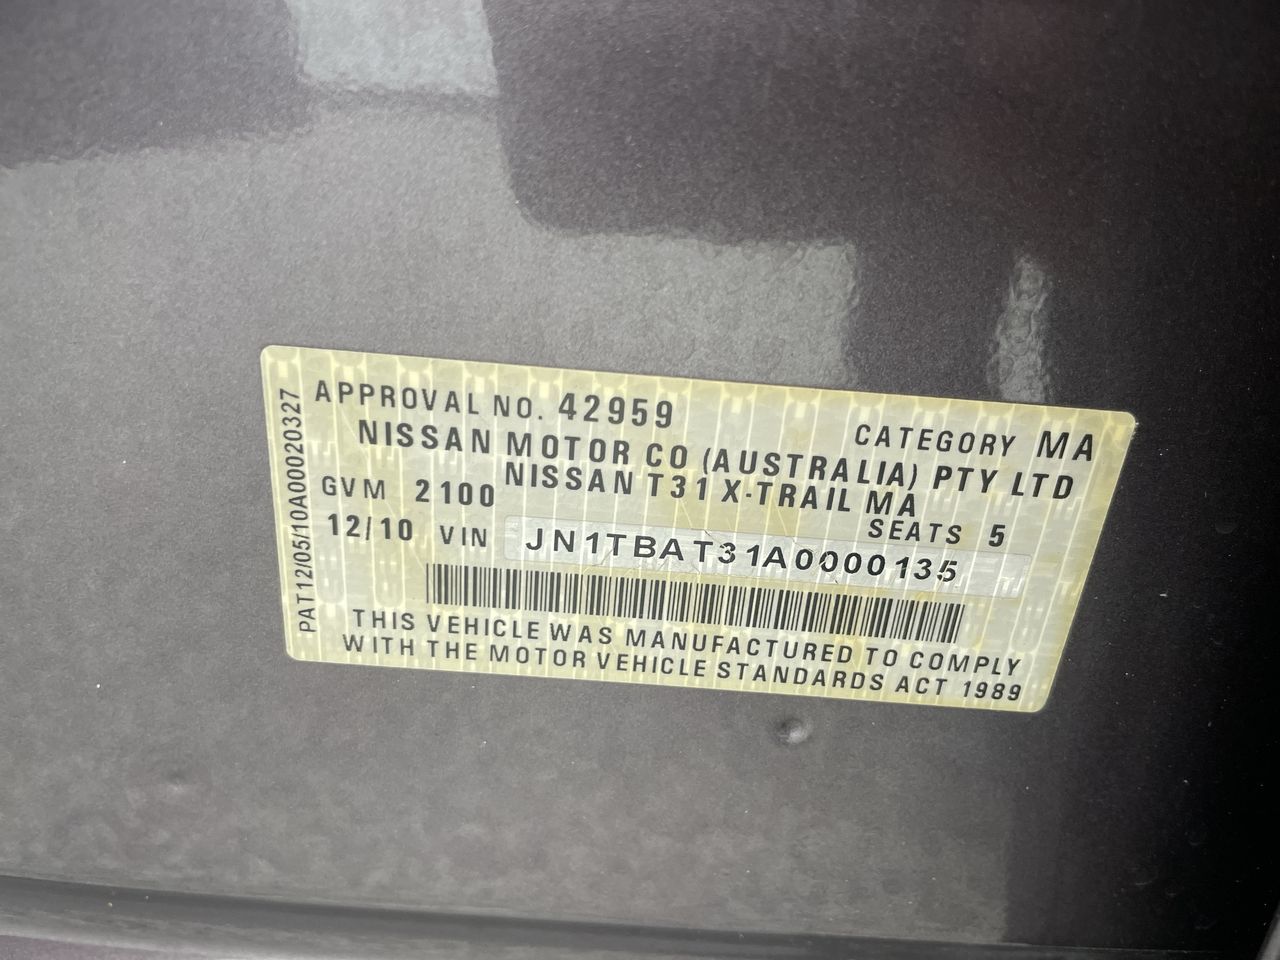 APPROVAL NO. 42959
CATEGORY MA
NISSAN MOTOR CO (AUSTRALIA) PTY LTD
NISSAN T31 X-TRAIL MA
GVM 2100
SEATS 5
12/10 VIN JN1TBAT31A0000135
THIS VEHICLE WAS MANUFACTURED TO COMPLY
WITH THE MOTOR VEHICLE STANDARDS ACT 1989
PAT12/05/10A00020327